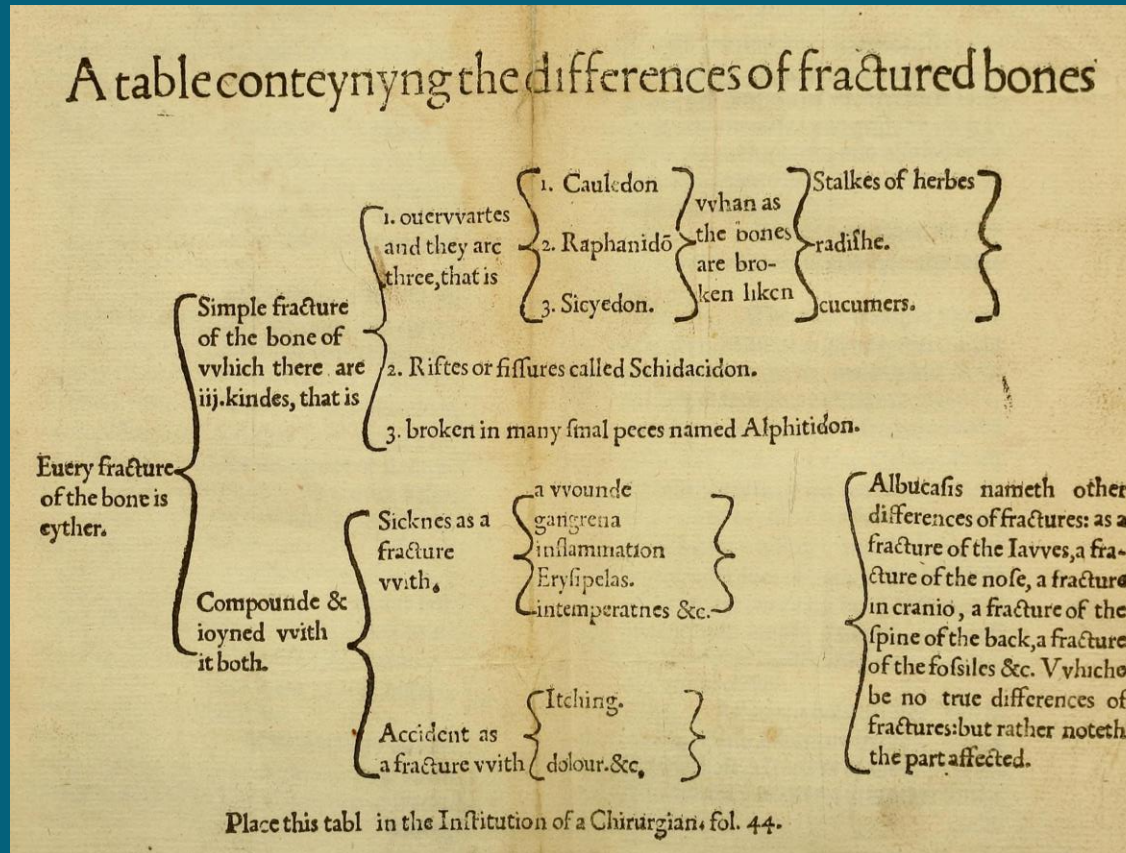 A table conteynyng the differences of fractured bones
Euery fracture
of the bone is
eyther.
Simple fracture
of the bone of
vvhich there are
iij.kindes, that is
1. ouervvartes
and they are
three, that is
1. Cauledon
2. Raphanidō
3. Sicyedon.
vvhan as
the bones
are bro-
ken liken
Stalkes of herbes
radiſhe.
cucumers.
2. Riftes or fiſſures called Schidacidon.
3. broken in many ſmal peces named Alphitidon.
Compounde &
ioyned vvith
it both.
Sicknes as a
fracture
vvith.
a vvounde
gangrena
inflammation
Eryſipelas.
intemperatnes &c.
Accident as
a fracture vvith
Itching.
dolour.&c.
Albucaſis nameth other
differences of fractures: as a
fracture of the Iavves, a fra-
cture of the noſe, a fracture
in cranio, a fracture of the
ſpine of the back, a fracture
of the foſsiles &c. Vvhiche
be no true differences of
fractures: but rather noteth
the part affected.
Place this tabl in the Inſtitution of a Chirurgian. fol. 44.